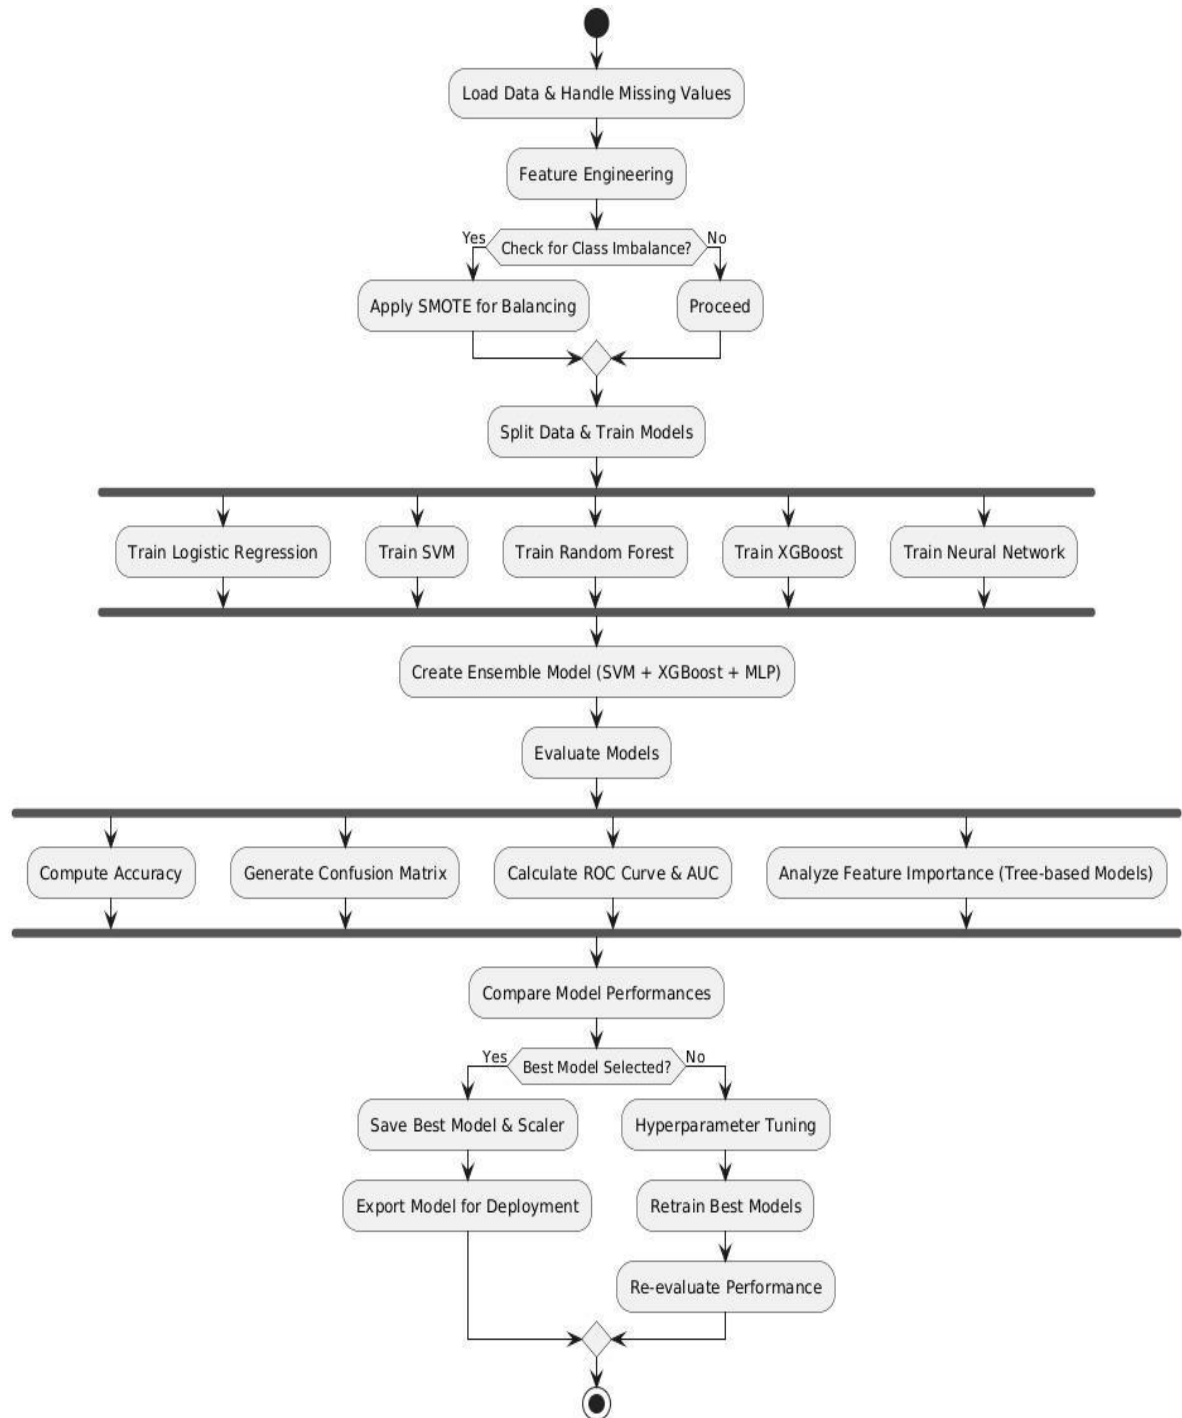 Load Data & Handle Missing Values
Feature Engineering
Yes
Check for Class Imbalance?
No
Apply SMOTE for Balancing
Proceed
Split Data & Train Models
Train Logistic Regression
Train SVM
Train Random Forest
Train XGBoost
Train Neural Network
Create Ensemble Model (SVM + XGBoost + MLP)
Evaluate Models
Compute Accuracy
Generate Confusion Matrix
Calculate ROC Curve & AUC
Analyze Feature Importance (Tree-based Models)
Compare Model Performances
Yes
Best Model Selected?
No
Save Best Model & Scaler
Hyperparameter Tuning
Export Model for Deployment
Retrain Best Models
Re-evaluate Performance